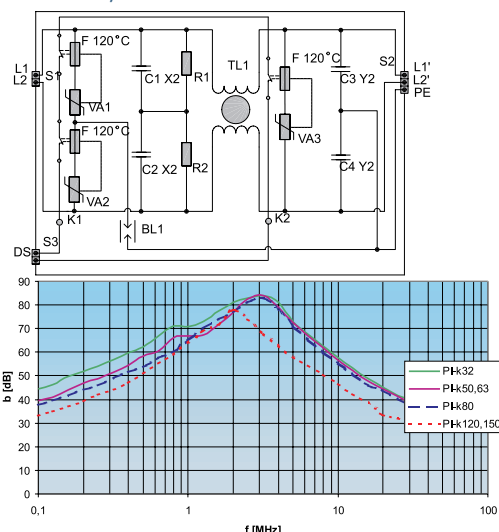 F 120°C
F 120°C
L1
L2
S1
C1 X2
R1
TL1
C3 Y2
S2
L1'
L2'
PE
VA1
F 120°C
VA3
C2 X2
R2
C4 Y2
VA2
K1
BL1
K2
S3
DS
90
80
70
60
50
40
30
20
10
0
b [dB]
PI-k32
PI-k50,63
PI-k80
PI-k120,150
0,1
1
10
100
f [MHz]